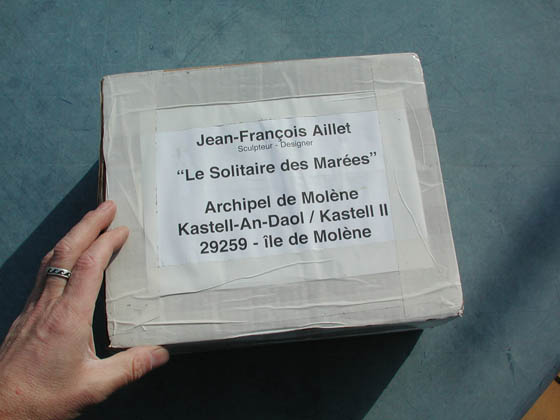 Jean-François Aillet
Sculpteur - Designer
“Le Solitaire des Marées”
Archipel de Molène
Kastell-An-Daol / Kastell II
29259 - île de Molène